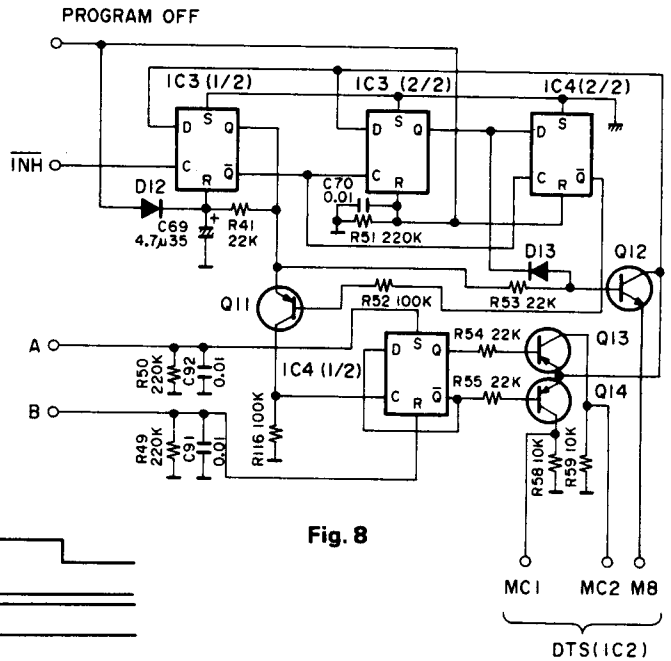 PROGRAM OFF
IC3 (1/2)
IC3 (2/2)
IC4(2/2)
D
S
Q
C
R
Q̅
D
S
Q
C
R
Q̅
D
S
C
R
Q̅
I̅N̅H̅
D12
C69
4.7µ35
+
R41
22K
C70
0.01
R51 220K
D13
Q12
Q11
R52 100K
R53 22K
A
R50
220K
C92
0.01
IC4 (1/2)
D
S
Q
C
R
Q̅
R54 22K
Q13
R55 22K
Q14
B
R49
220K
C91
0.01
R116 100K
R58 10K
R59 10K
Fig. 8
MC1
MC2
M8
DTS(IC2)